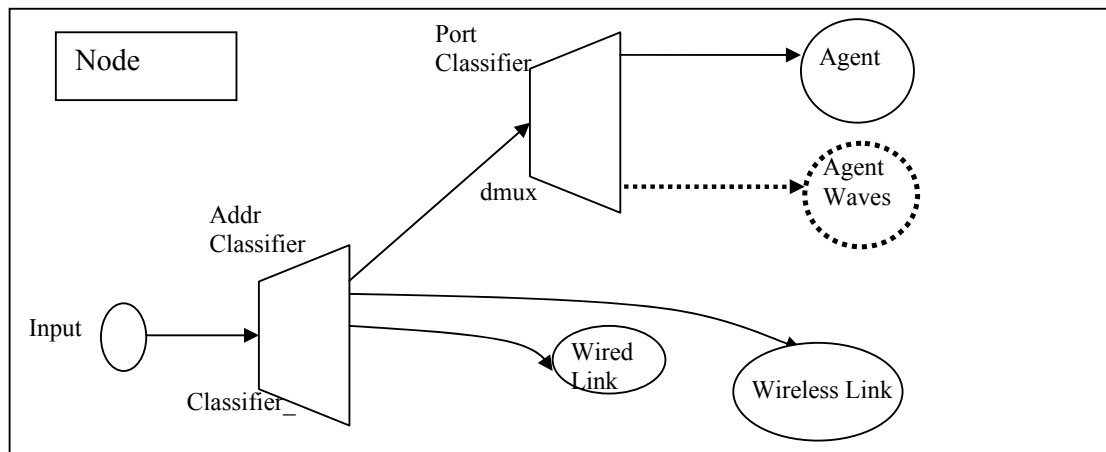 Node
Port
Classifier
Agent
dmux
Agent
Waves
Addr
Classifier
Input
Classifier_
Wired
Link
Wireless Link